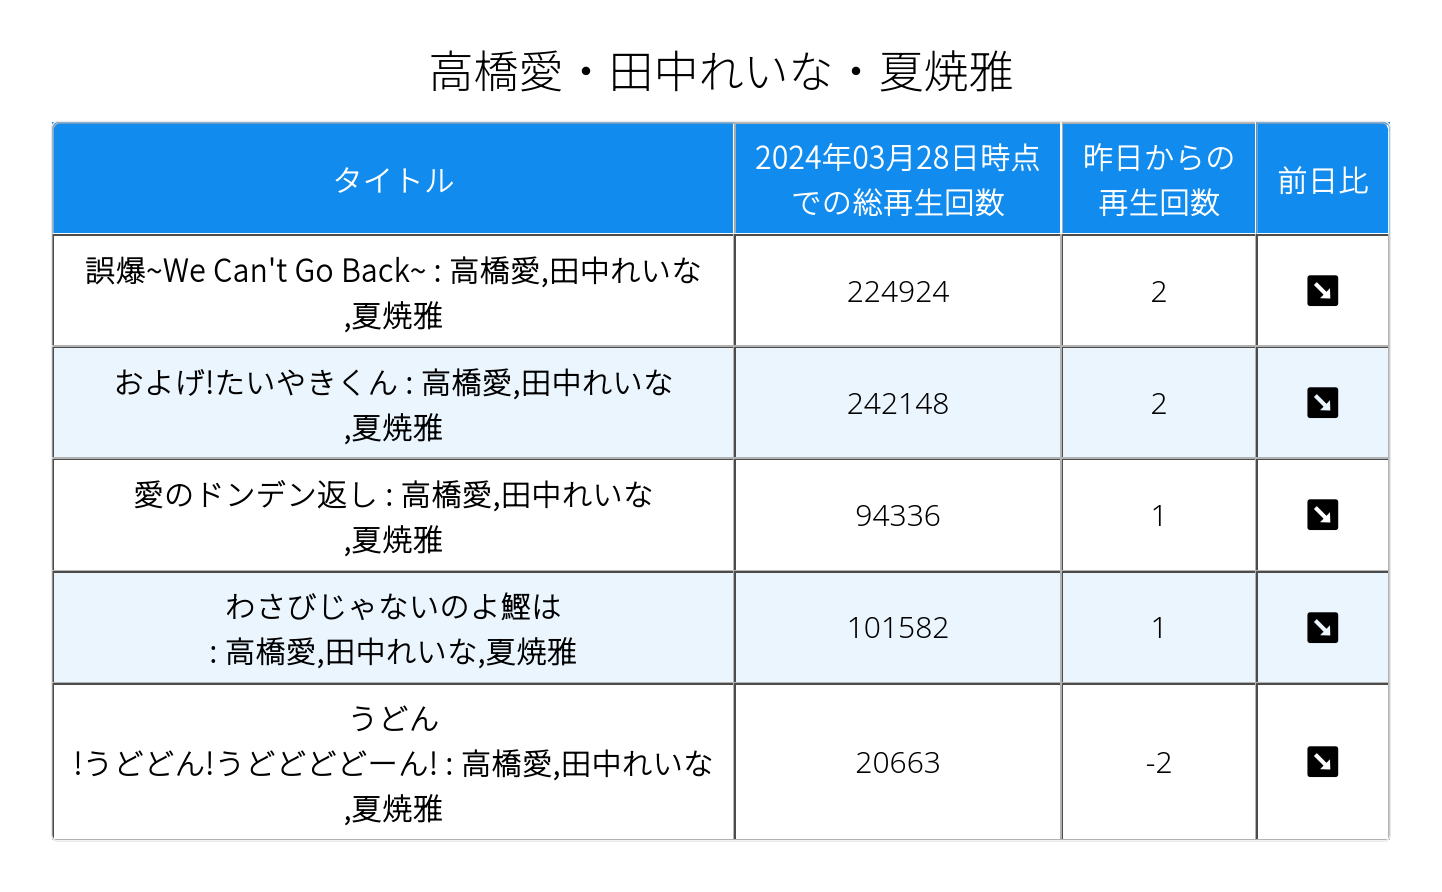 高橋愛・田中れいな・夏焼雅
タイトル
2024年03月28日時点
での総再生回数
昨日からの
再生回数
前日比
誤爆~We Can't Go Back~ : 高橋愛,田中れいな
,夏焼雅
224924
2
およげ!たいやきくん : 高橋愛,田中れいな
,夏焼雅
242148
2
愛のドンデン返し : 高橋愛,田中れいな
,夏焼雅
94336
1
わさびじゃないのよ鰹は
: 高橋愛,田中れいな,夏焼雅
101582
1
うどん
!うどどん!うどどどどーん! : 高橋愛,田中れいな
,夏焼雅
20663
-2